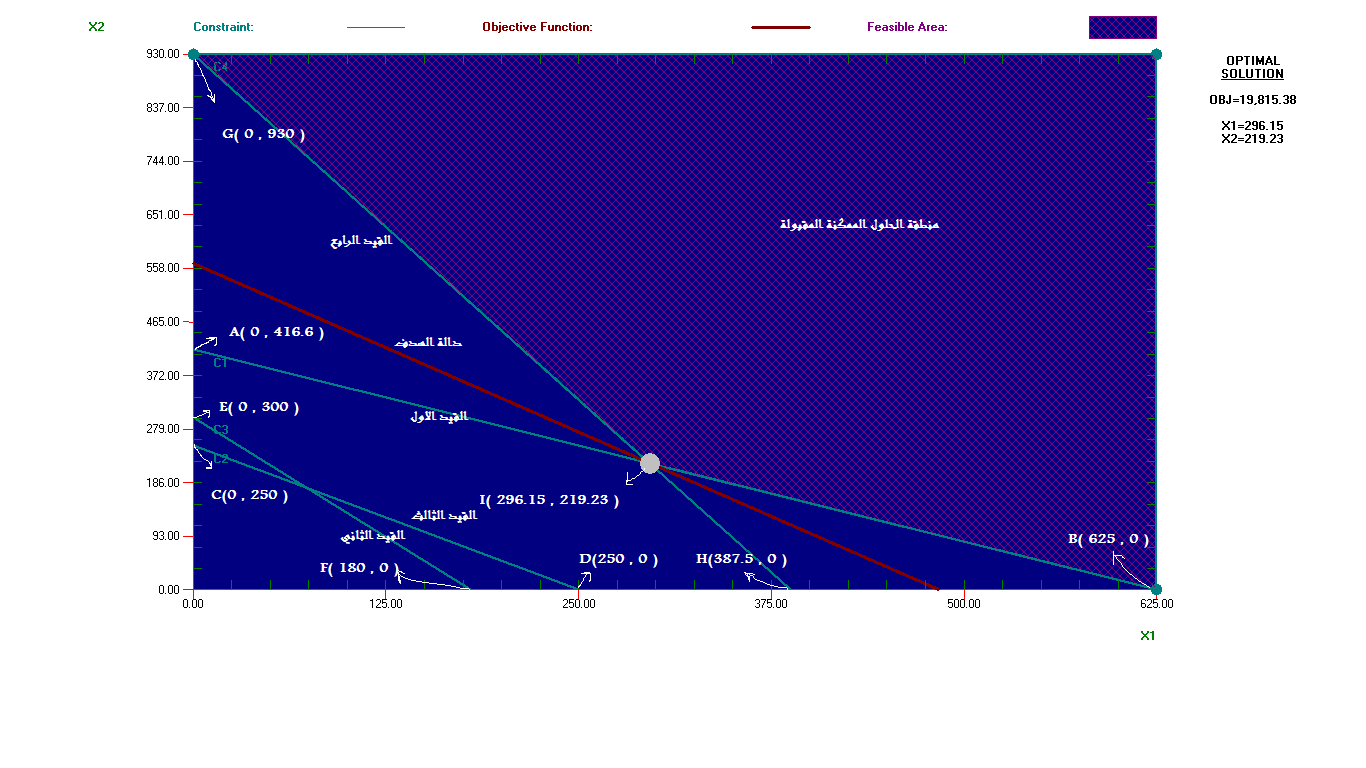 X2
Constraint:
Objective Function:
Feasible Area:
OPTIMAL
SOLUTION
OBJ=19,815.38
X1=296.15
X2=219.23
930.00
837.00
744.00
651.00
558.00
465.00
372.00
279.00
186.00
93.00
0.00
C4
G( 0 , 930 )
منطقة الحلول الممكنة المقبولة
القيد الرابع
A( 0 , 416.6 )
دالة الهدف
C1
E( 0 , 300 )
القيد الأول
C3
C2
C(0 , 250 )
I( 296.15 , 219.23 )
القيد الثالث
القيد الثاني
B( 625 , 0 )
F( 180 , 0 )
D(250 , 0 )
H(387.5 , 0 )
0.00
125.00
250.00
375.00
500.00
625.00
X1